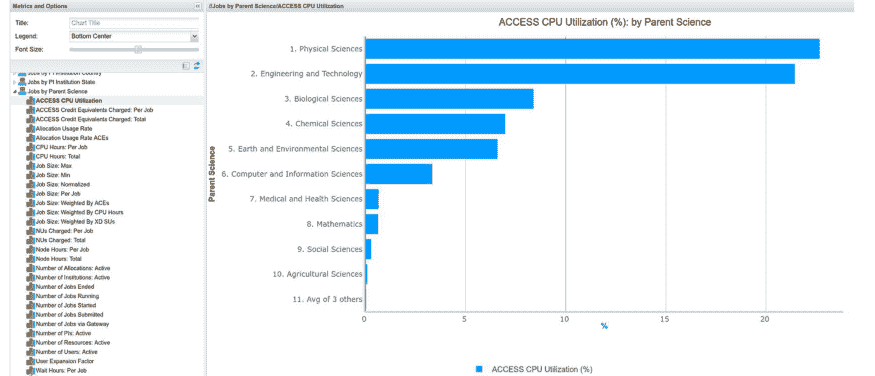 Metrics and Options
Title:
Chart Title
Legend:
Bottom Center
Font Size:
Jobs by PI Institution Country
Jobs by PI Institution State
Jobs by Parent Science
ACCESS CPU Utilization
ACCESS Credit Equivalents Charged: Per Job
ACCESS Credit Equivalents Charged: Total
Allocation Usage Rate
Allocation Usage Rate ACEs
CPU Hours: Per Job
CPU Hours: Total
Job Size: Max
Job Size: Min
Job Size: Normalized
Job Size: Per Job
Job Size: Weighted By ACEs
Job Size: Weighted By CPU Hours
Job Size: Weighted By XD SUs
NUs Charged: Per Job
NUs Charged: Total
Node Hours: Per Job
Node Hours: Total
Number of Allocations: Active
Number of Institutions: Active
Number of Jobs Ended
Number of Jobs Running
Number of Jobs Started
Number of Jobs Submitted
Number of Jobs via Gateway
Number of PIs: Active
Number of Resources: Active
Number of Users: Active
User Expansion Factor
Wait Hours: Per Job
/Jobs by Parent Science/ACCESS CPU Utilization
ACCESS CPU Utilization (%): by Parent Science
Parent Science
1. Physical Sciences
2. Engineering and Technology
3. Biological Sciences
4. Chemical Sciences
5. Earth and Environmental Sciences
6. Computer and Information Sciences
7. Medical and Health Sciences
8. Mathematics
9. Social Sciences
10. Agricultural Sciences
11. Avg of 3 others
0 5 10 15 20
%
ACCESS CPU Utilization (%)